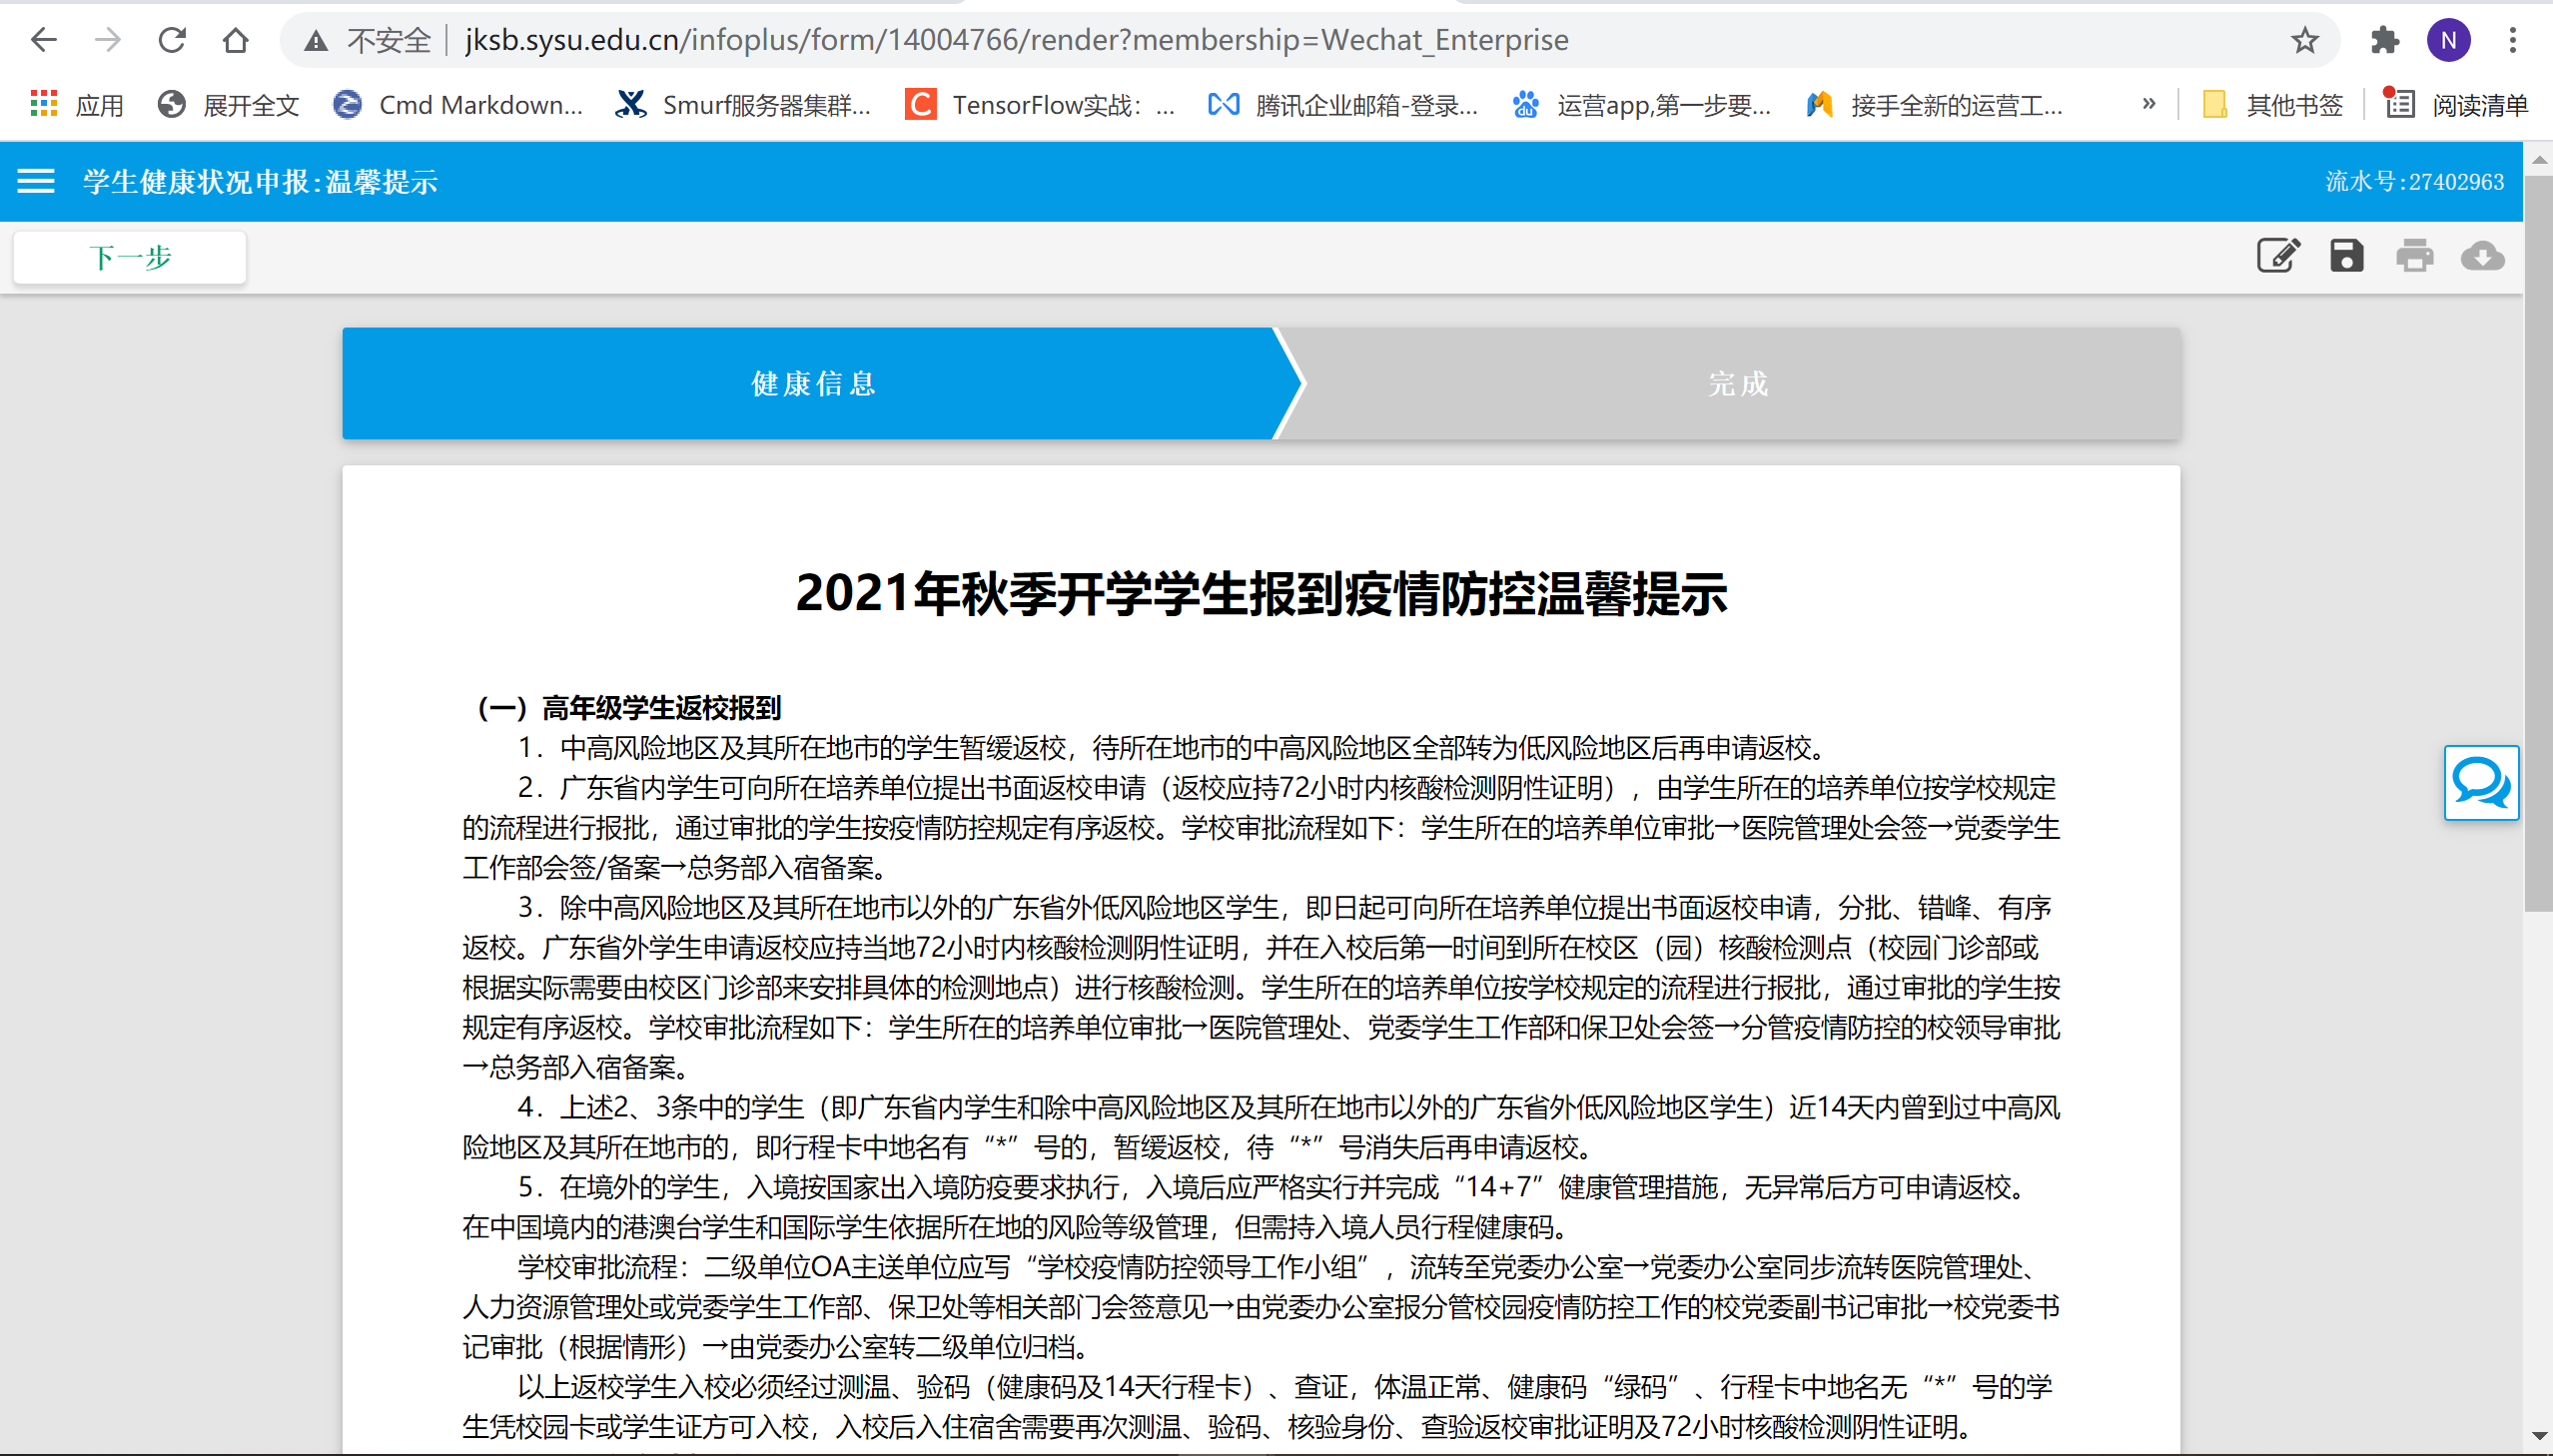 不安全 jksb.sysu.edu.cn/infoplus/form/14004766/render?membership=Wechat_Enterprise N
应用 展开全文 Cmd Markdown... Smurf服务器集群... TensorFlow实战：... 腾讯企业邮箱-登录... 运营app,第一步要... 接手全新的运营工... » 其他书签 阅读清单
学生健康状况申报:温馨提示 流水号:27402963
下一步
健康信息 完成
2021年秋季开学学生报到疫情防控温馨提示
（一）高年级学生返校报到
1．中高风险地区及其所在地市的学生暂缓返校，待所在地市的中高风险地区全部转为低风险地区后再申请返校。
2．广东省内学生可向所在培养单位提出书面返校申请（返校应持72小时内核酸检测阴性证明），由学生所在的培养单位按学校规定
的流程进行报批，通过审批的学生按疫情防控规定有序返校。学校审批流程如下：学生所在的培养单位审批→医院管理处会签→党委学生
工作部会签/备案→总务部入宿备案。
3．除中高风险地区及其所在地市以外的广东省外低风险地区学生，即日起可向所在培养单位提出书面返校申请，分批、错峰、有序
返校。广东省外学生申请返校应持当地72小时内核酸检测阴性证明，并在入校后第一时间到所在校区（园）核酸检测点（校园门诊部或
根据实际需要由校区门诊部来安排具体的检测地点）进行核酸检测。学生所在的培养单位按学校规定的流程进行报批，通过审批的学生按
规定有序返校。学校审批流程如下：学生所在的培养单位审批→医院管理处、党委学生工作部和保卫处会签→分管疫情防控的校领导审批
→总务部入宿备案。
4．上述2、3条中的学生（即广东省内学生和除中高风险地区及其所在地市以外的广东省外低风险地区学生）近14天内曾到过中高风
险地区及其所在地市的，即行程卡中地名有“*”号的，暂缓返校，待“*”号消失后再申请返校。
5．在境外的学生，入境按国家出入境防疫要求执行，入境后应严格实行并完成“14+7”健康管理措施，无异常后方可申请返校。
在中国境内的港澳台学生和国际学生依据所在地的风险等级管理，但需持入境人员行程健康码。
学校审批流程：二级单位OA主送单位应写“学校疫情防控领导工作小组”，流转至党委办公室→党委办公室同步流转医院管理处、
人力资源管理处或党委学生工作部、保卫处等相关部门会签意见→由党委办公室报分管校园疫情防控工作的校党委副书记审批→校党委书
记审批（根据情形）→由党委办公室转二级单位归档。
以上返校学生入校必须经过测温、验码（健康码及14天行程卡）、查证，体温正常、健康码“绿码”、行程卡中地名无“*”号的学
生凭校园卡或学生证方可入校，入校后入住宿舍需要再次测温、验码、核验身份、查验返校审批证明及72小时核酸检测阴性证明。